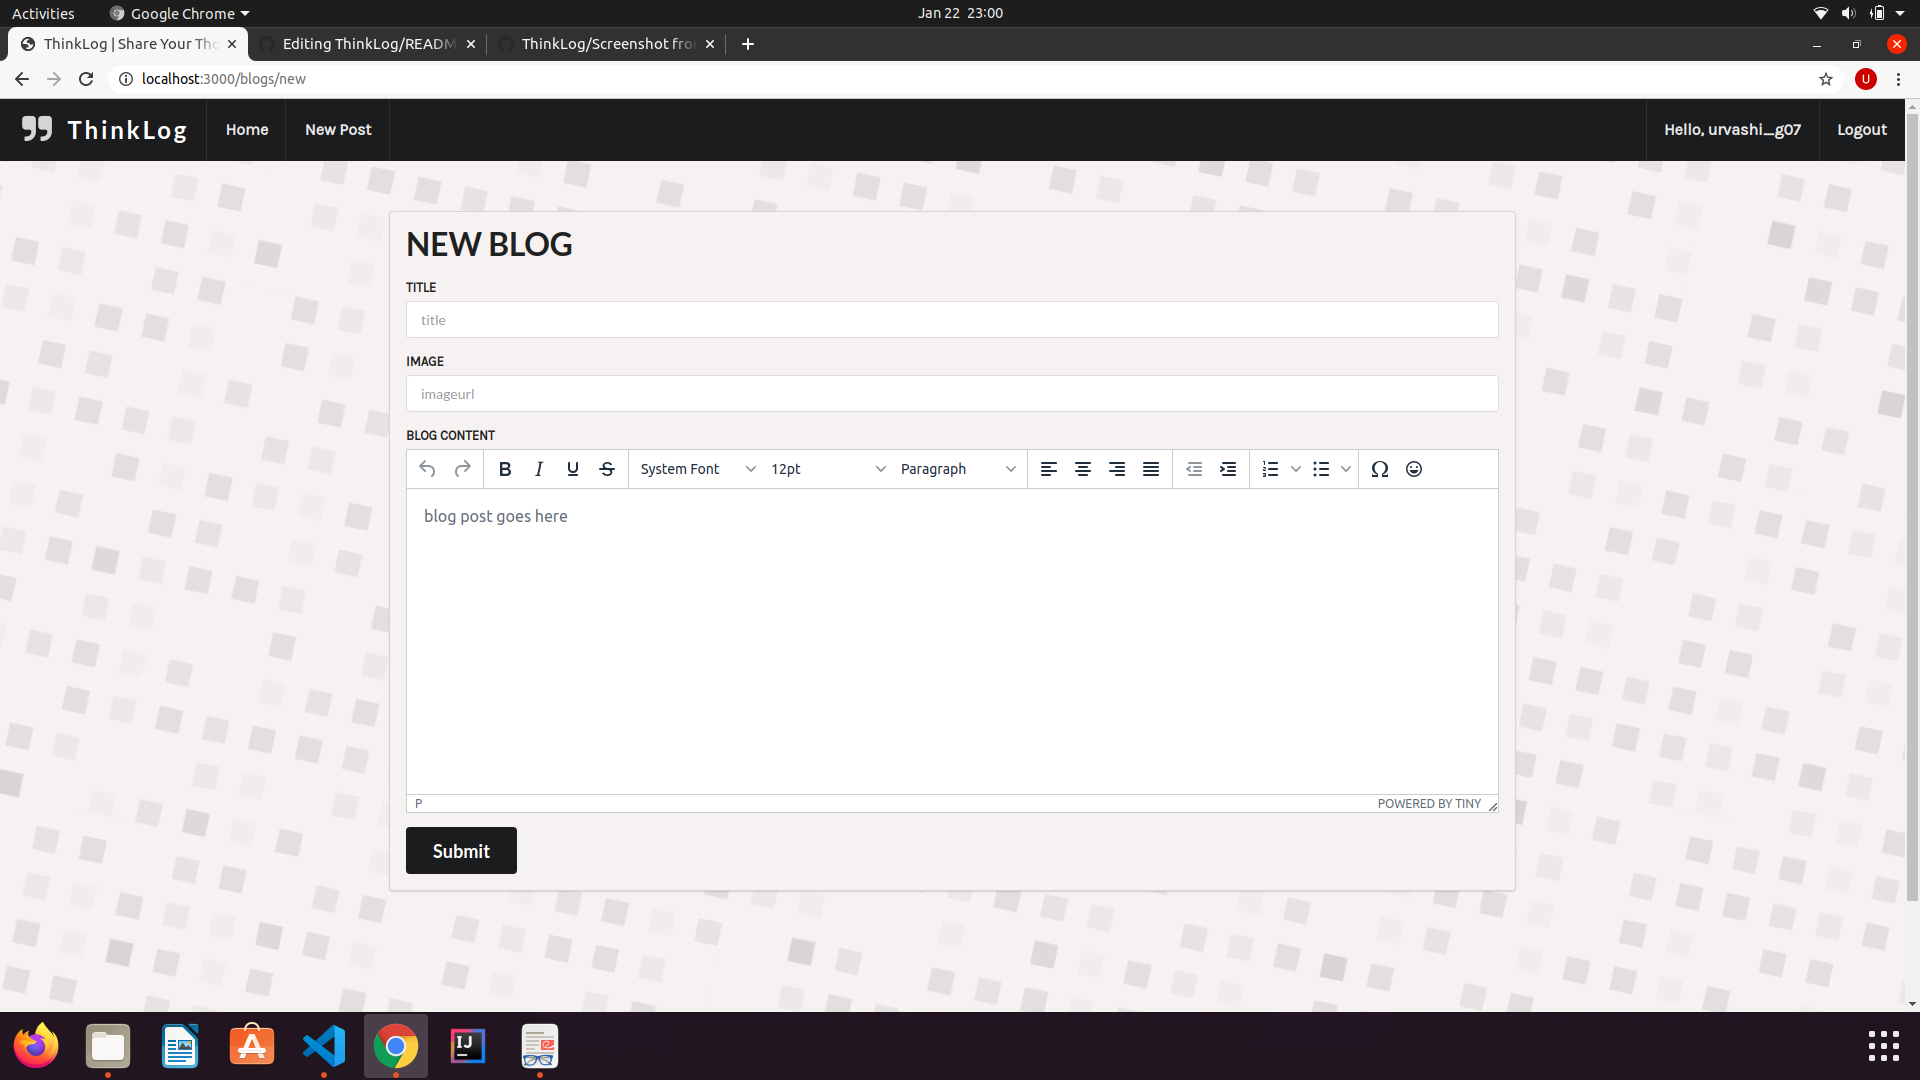 Activities Google Chrome Jan 22 23:00
ThinkLog | Share Your Tho Editing ThinkLog/READM ThinkLog/Screenshot fro
localhost:3000/blogs/new U
ThinkLog Home New Post Hello, urvashi_g07 Logout
NEW BLOG
TITLE
title
IMAGE
imageurl
BLOG CONTENT
B I U S System Font 12pt Paragraph Ω
blog post goes here
P POWERED BY TINY
Submit
IJ